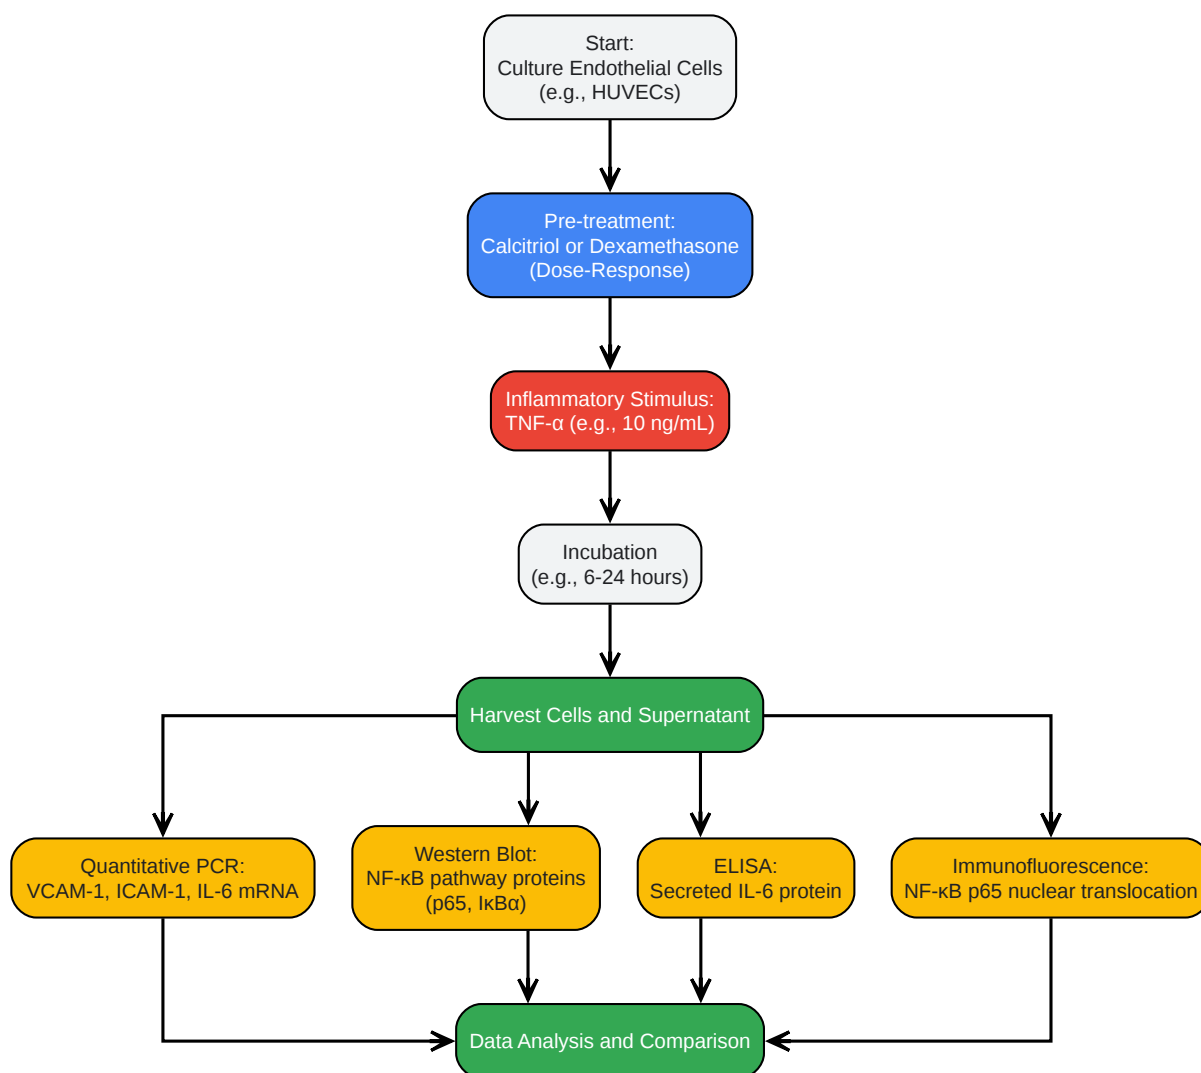 Start:
Culture Endothelial Cells
(e.g., HUVECs)
Pre-treatment:
Calcitriol or Dexamethasone
(Dose-Response)
Inflammatory Stimulus:
TNF-α (e.g., 10 ng/mL)
Incubation
(e.g., 6-24 hours)
Harvest Cells and Supernatant
Quantitative PCR:
VCAM-1, ICAM-1, IL-6 mRNA
Western Blot:
NF-κB pathway proteins
(p65, IκBα)
ELISA:
Secreted IL-6 protein
Immunofluorescence:
NF-κB p65 nuclear translocation
Data Analysis and Comparison